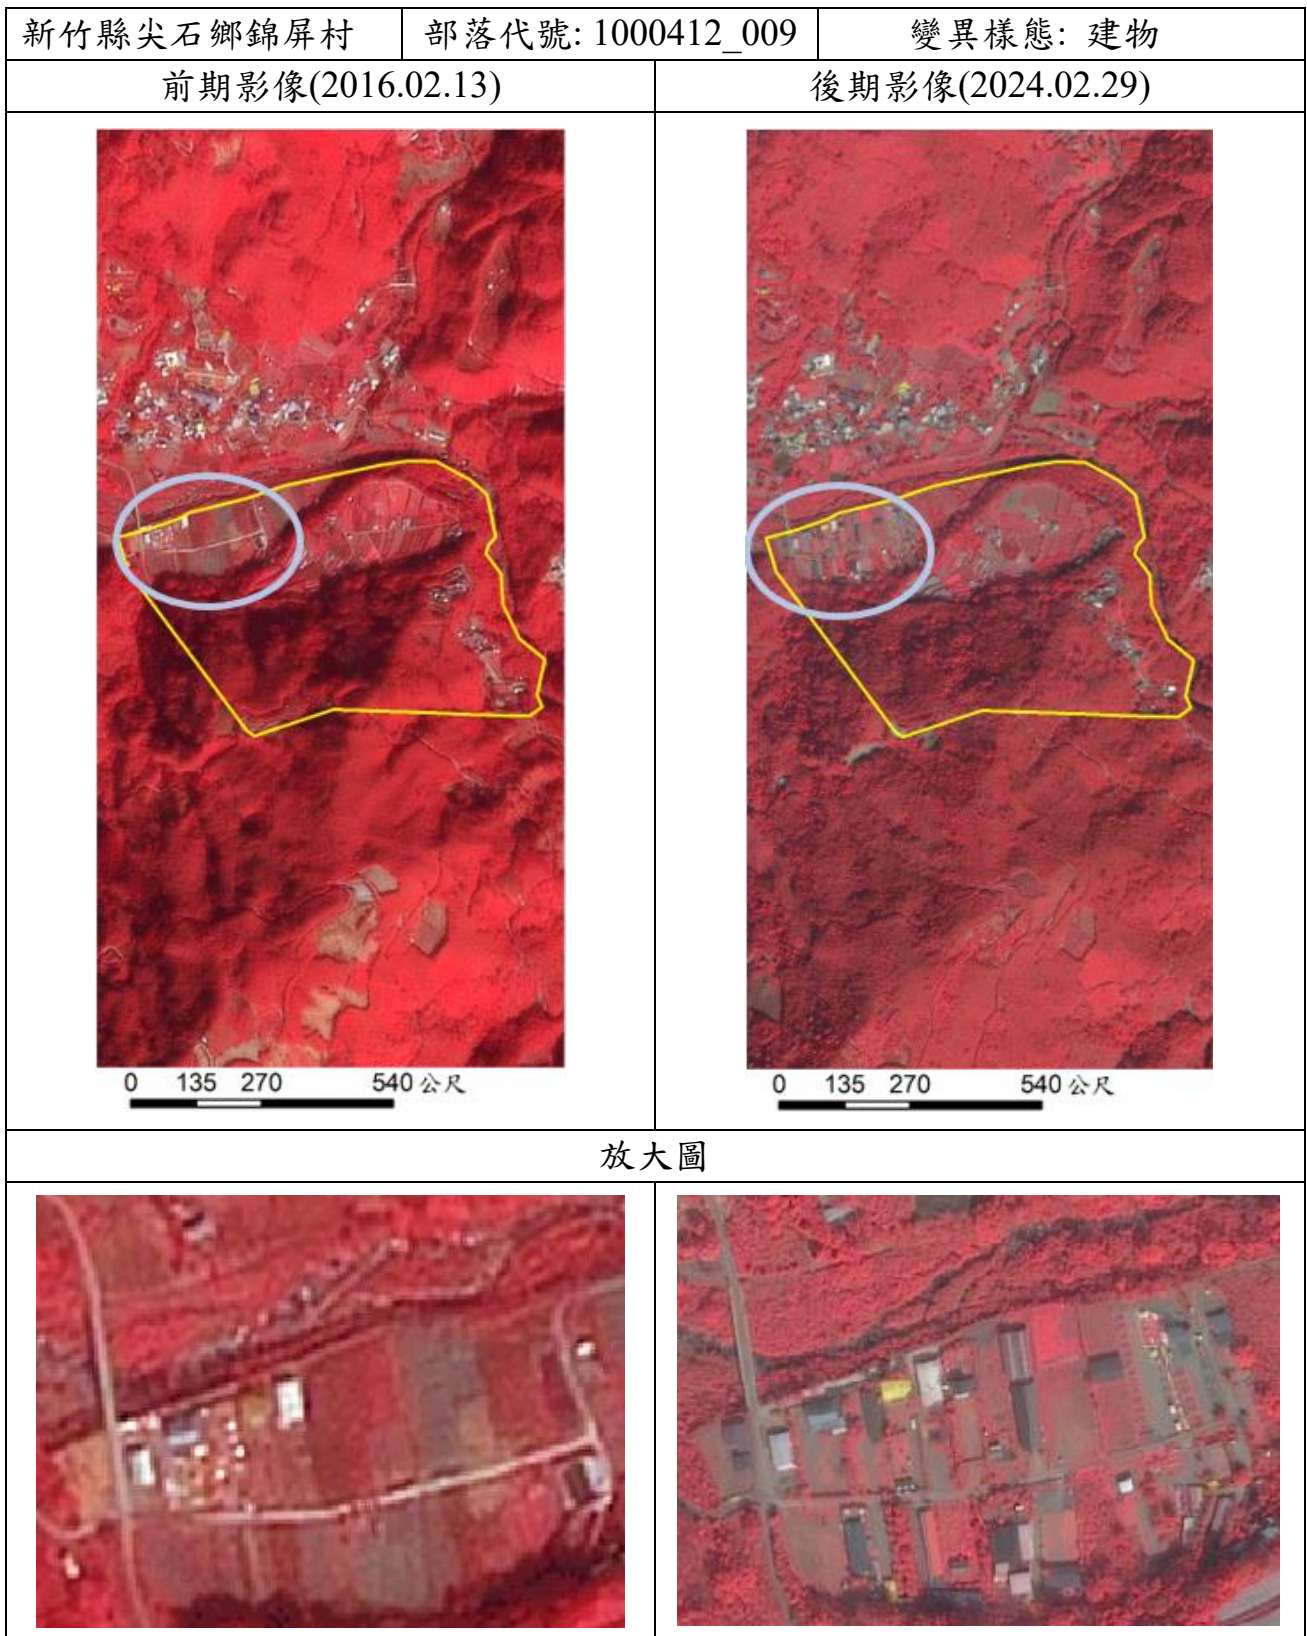 新竹縣尖石鄉錦屏村 部落代號: 1000412_009 變異樣態: 建物
前期影像(2016.02.13) 後期影像(2024.02.29)
0 135 270 540 公尺 0 135 270 540 公尺
放大圖